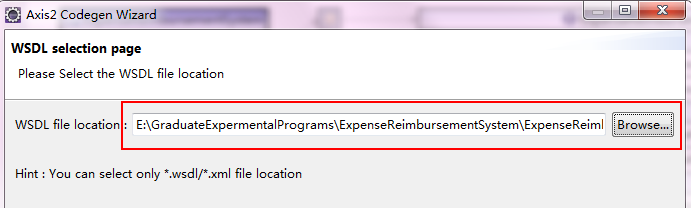 Axis2 Codegen Wizard
WSDL selection page
Please Select the WSDL file location
WSDL file location : E:\GraduateExpermentalPrograms\ExpenseReimbursementSystem\ExpenseReiml Browse...
Hint : You can select only *.wsdl/*.xml file location